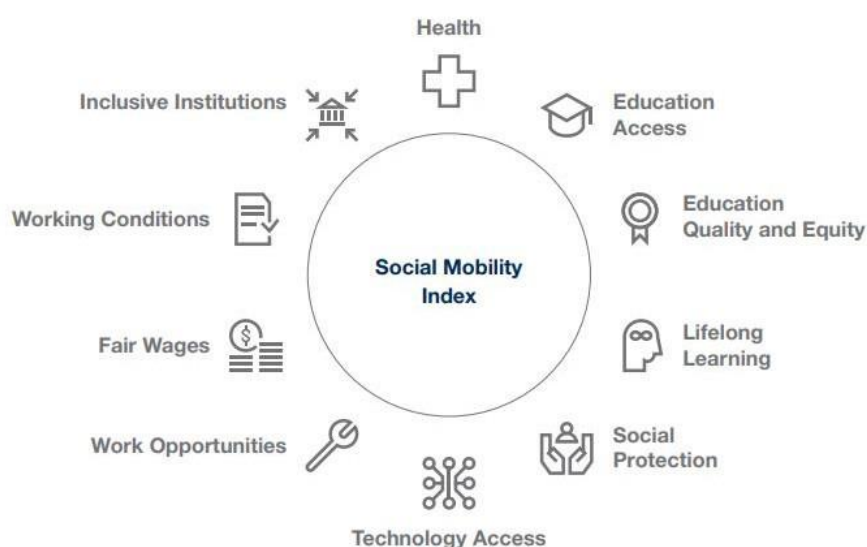 Health
Education
Access
Education
Quality and Equity
Lifelong
Learning
Social
Protection
Technology Access
Work Opportunities
Fair Wages
$
Working Conditions
Inclusive Institutions
Social Mobility
Index